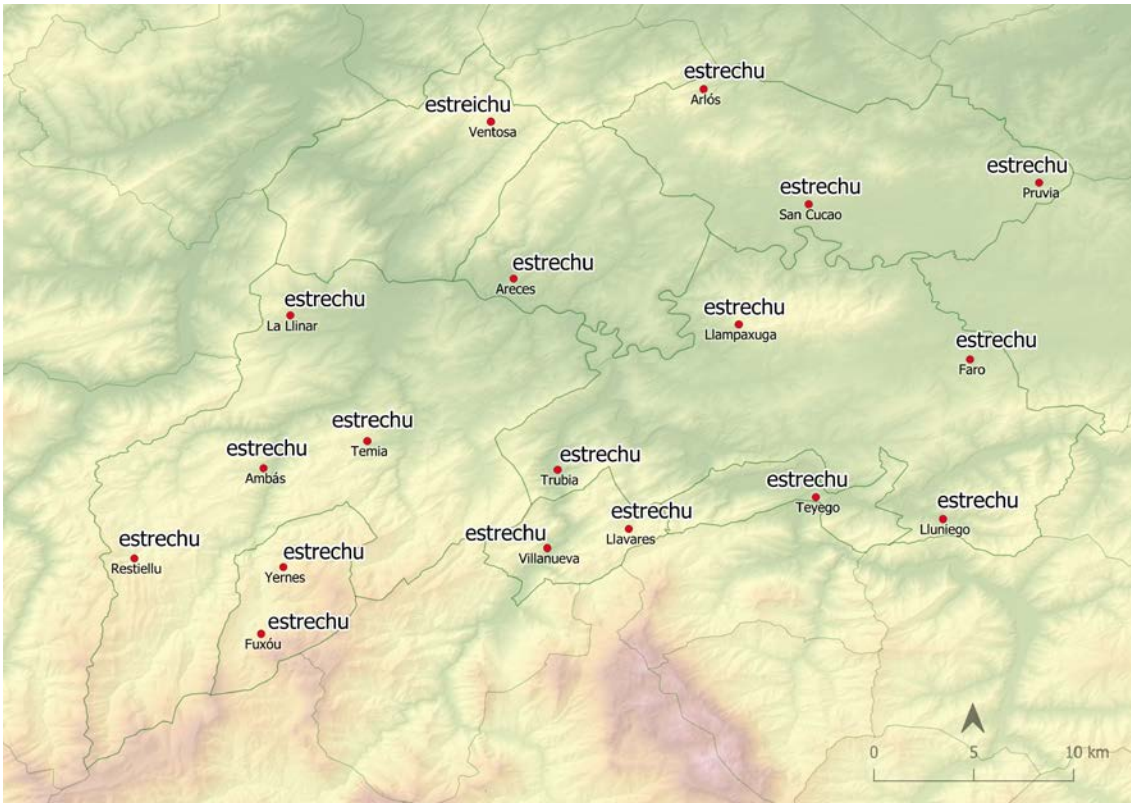 estrechu
Arlós
estreichu
Ventosa
estrechu
Pruvia
estrechu
San Cucao
estrechu
Areces
estrechu
La Llinar
estrechu
Llampaxuga
estrechu
Faro
estrechu
Temia
estrechu
Ambás
estrechu
Trubia
estrechu
Teyego
estrechu
Lluniego
estrechu
Llavares
estrechu
Villanueva
estrechu
Restiellu
estrechu
Yernes
estrechu
Fuxóu
0 5 10 km